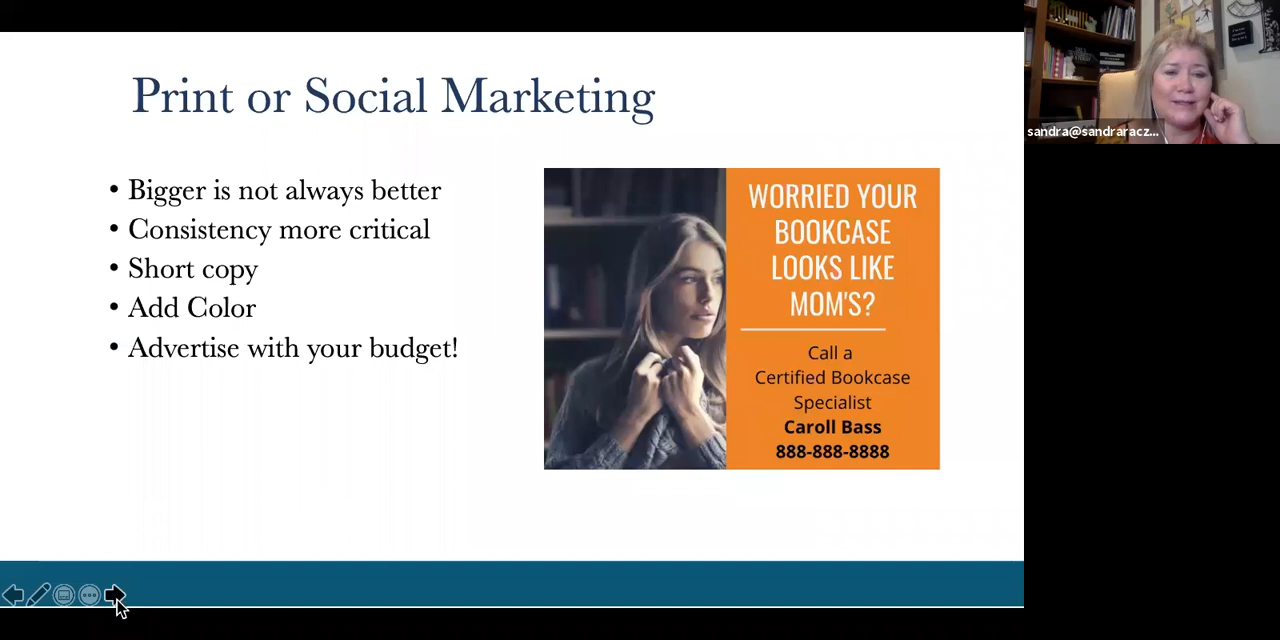 Print or Social Marketing
• Bigger is not always better
• Consistency more critical
• Short copy
• Add Color
• Advertise with your budget!
WORRIED YOUR
BOOKCASE
LOOKS LIKE
MOM'S?
Call a
Certified Bookcase
Specialist
Caroll Bass
888-888-8888
sandra@sandraracz...